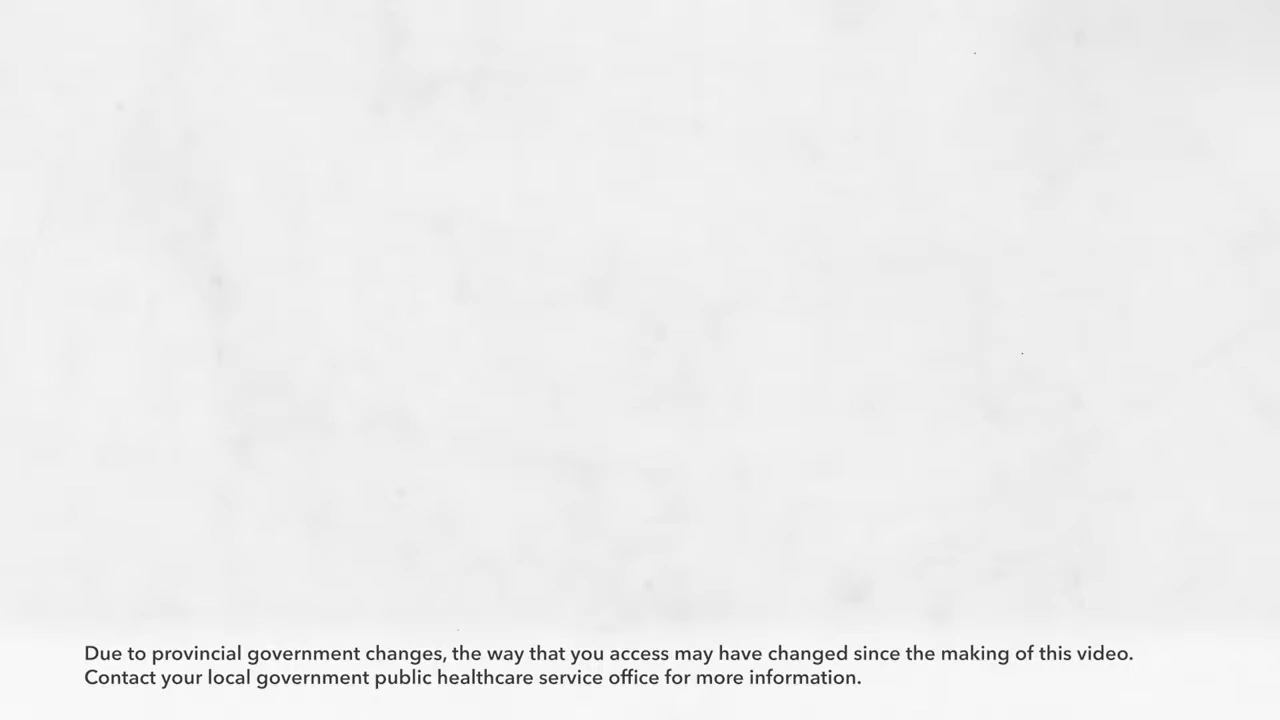 Due to provincial government changes, the way that you access may have changed since the making of this video.
Contact your local government public healthcare service office for more information.